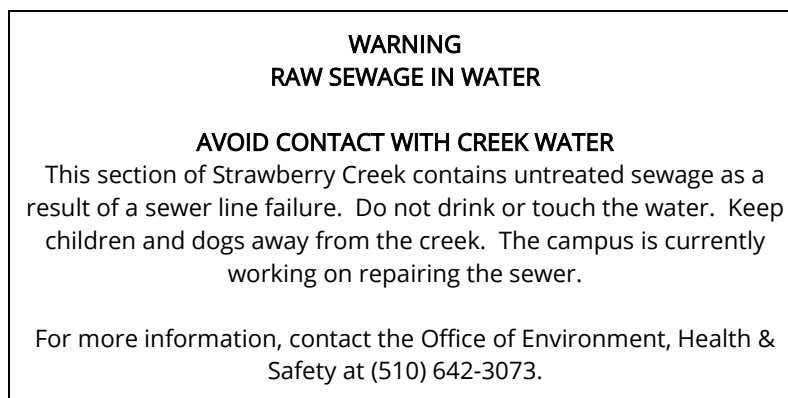 WARNING
RAW SEWAGE IN WATER
AVOID CONTACT WITH CREEK WATER
This section of Strawberry Creek contains untreated sewage as a
result of a sewer line failure.  Do not drink or touch the water.  Keep
children and dogs away from the creek.  The campus is currently
working on repairing the sewer.
For more information, contact the Office of Environment, Health &
Safety at (510) 642-3073.